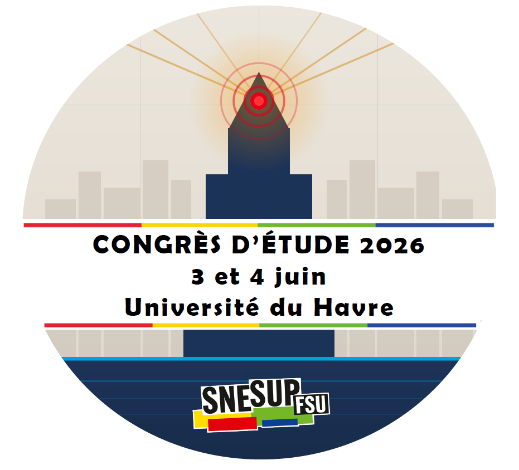 CONGRÈS D'ÉTUDE 2026
3 et 4 juin
Université du Havre
SNESUP
FSU